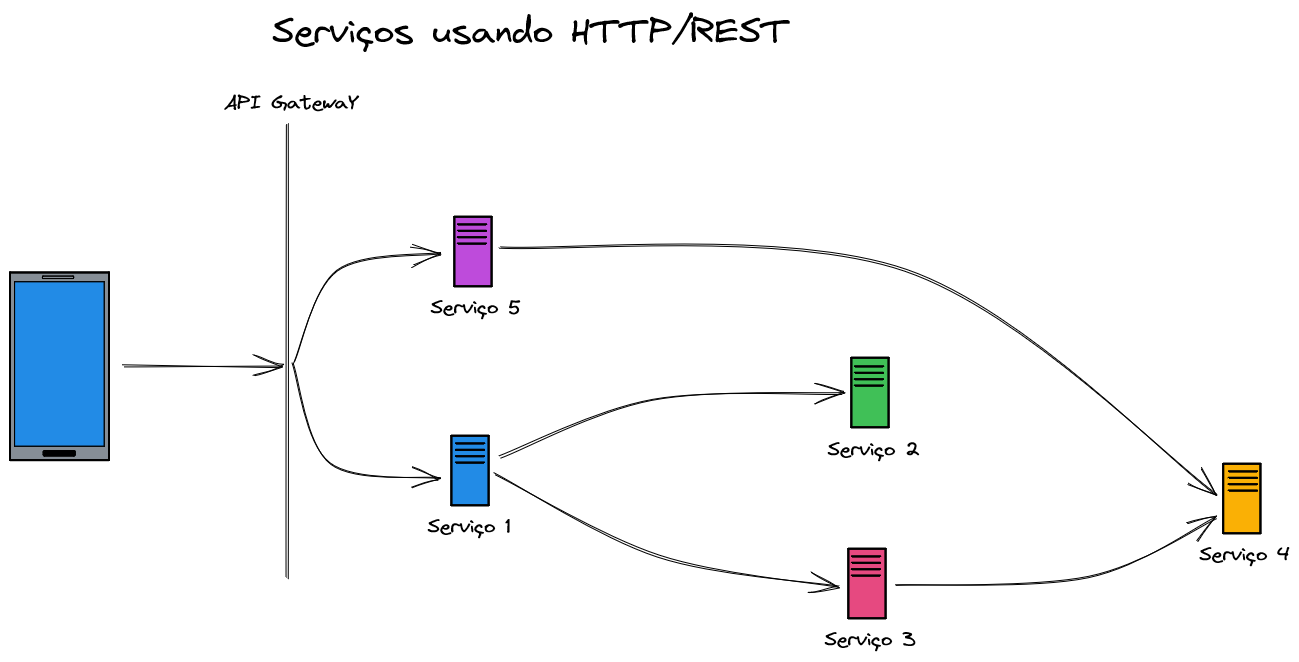 Serviços usando HTTP/REST
API GatewaY
Serviço 5
Serviço 2
Serviço 1
Serviço 4
Serviço 3